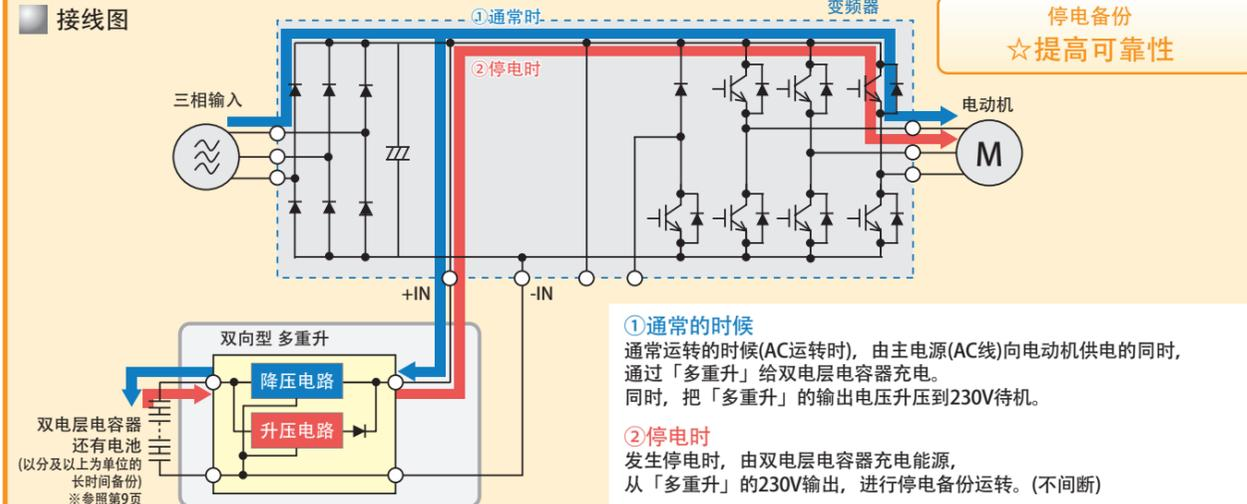 接线图
①通常时
变频器
停电备份
☆提高可靠性
②停电时
三相输入
电动机
M
+IN
-IN
双向型 多重升
降压电路
升压电路
双电层电容器
还有电池
(以分及以上为单位的
长时间备份)
※参照第9页
①通常的时候
通常运转的时候(AC运转时)，由主电源(AC线)向电动机供电的同时，
通过「多重升」给双电层电容器充电。
同时，把「多重升」的输出电压升压到230V待机。
②停电时
发生停电时，由双电层电容器充电能源，
从「多重升」的230V输出，进行停电备份运转。(不间断)